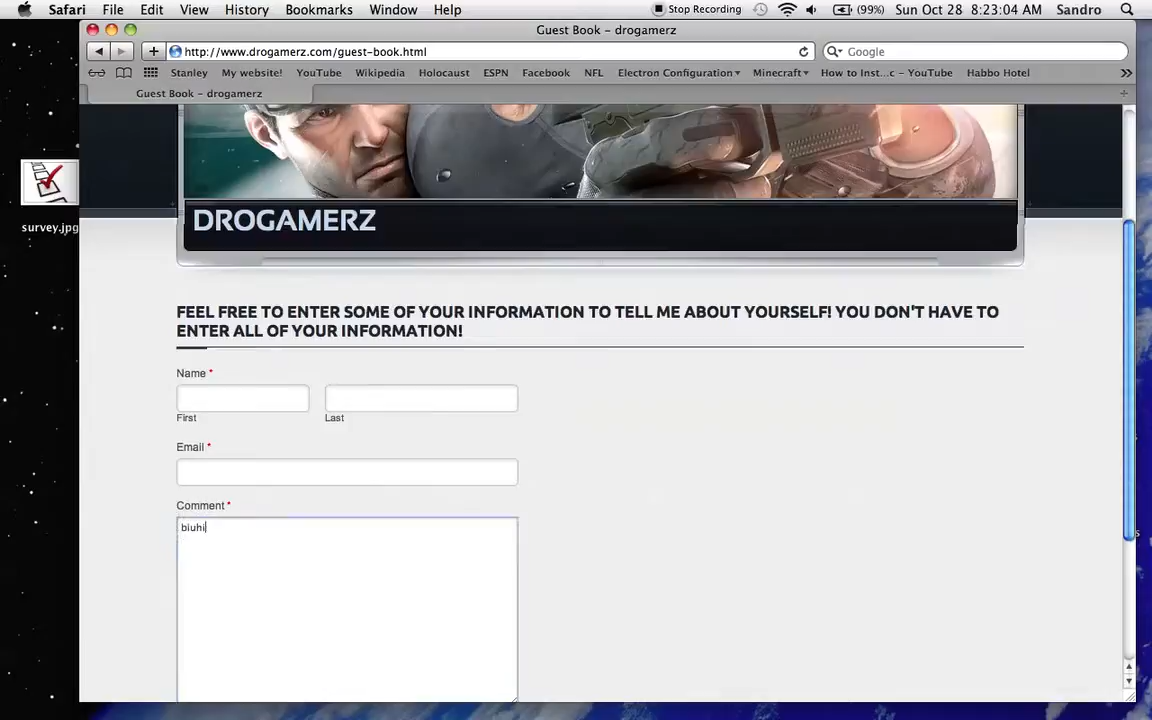 Safari File Edit View History Bookmarks Window Help Stop Recording (99%) Sun Oct 28 8:23:04 AM Sandro
Guest Book – drogamerz
http://www.drogamerz.com/guest-book.html Google
Stanley My website! YouTube Wikipedia Holocaust ESPN Facebook NFL Electron Configuration Minecraft How to Inst...c – YouTube Habbo Hotel
Guest Book – drogamerz
DROGAMERZ
survey.jpg
FEEL FREE TO ENTER SOME OF YOUR INFORMATION TO TELL ME ABOUT YOURSELF! YOU DON'T HAVE TO
ENTER ALL OF YOUR INFORMATION!
Name *
First Last
Email *
Comment *
biuhi